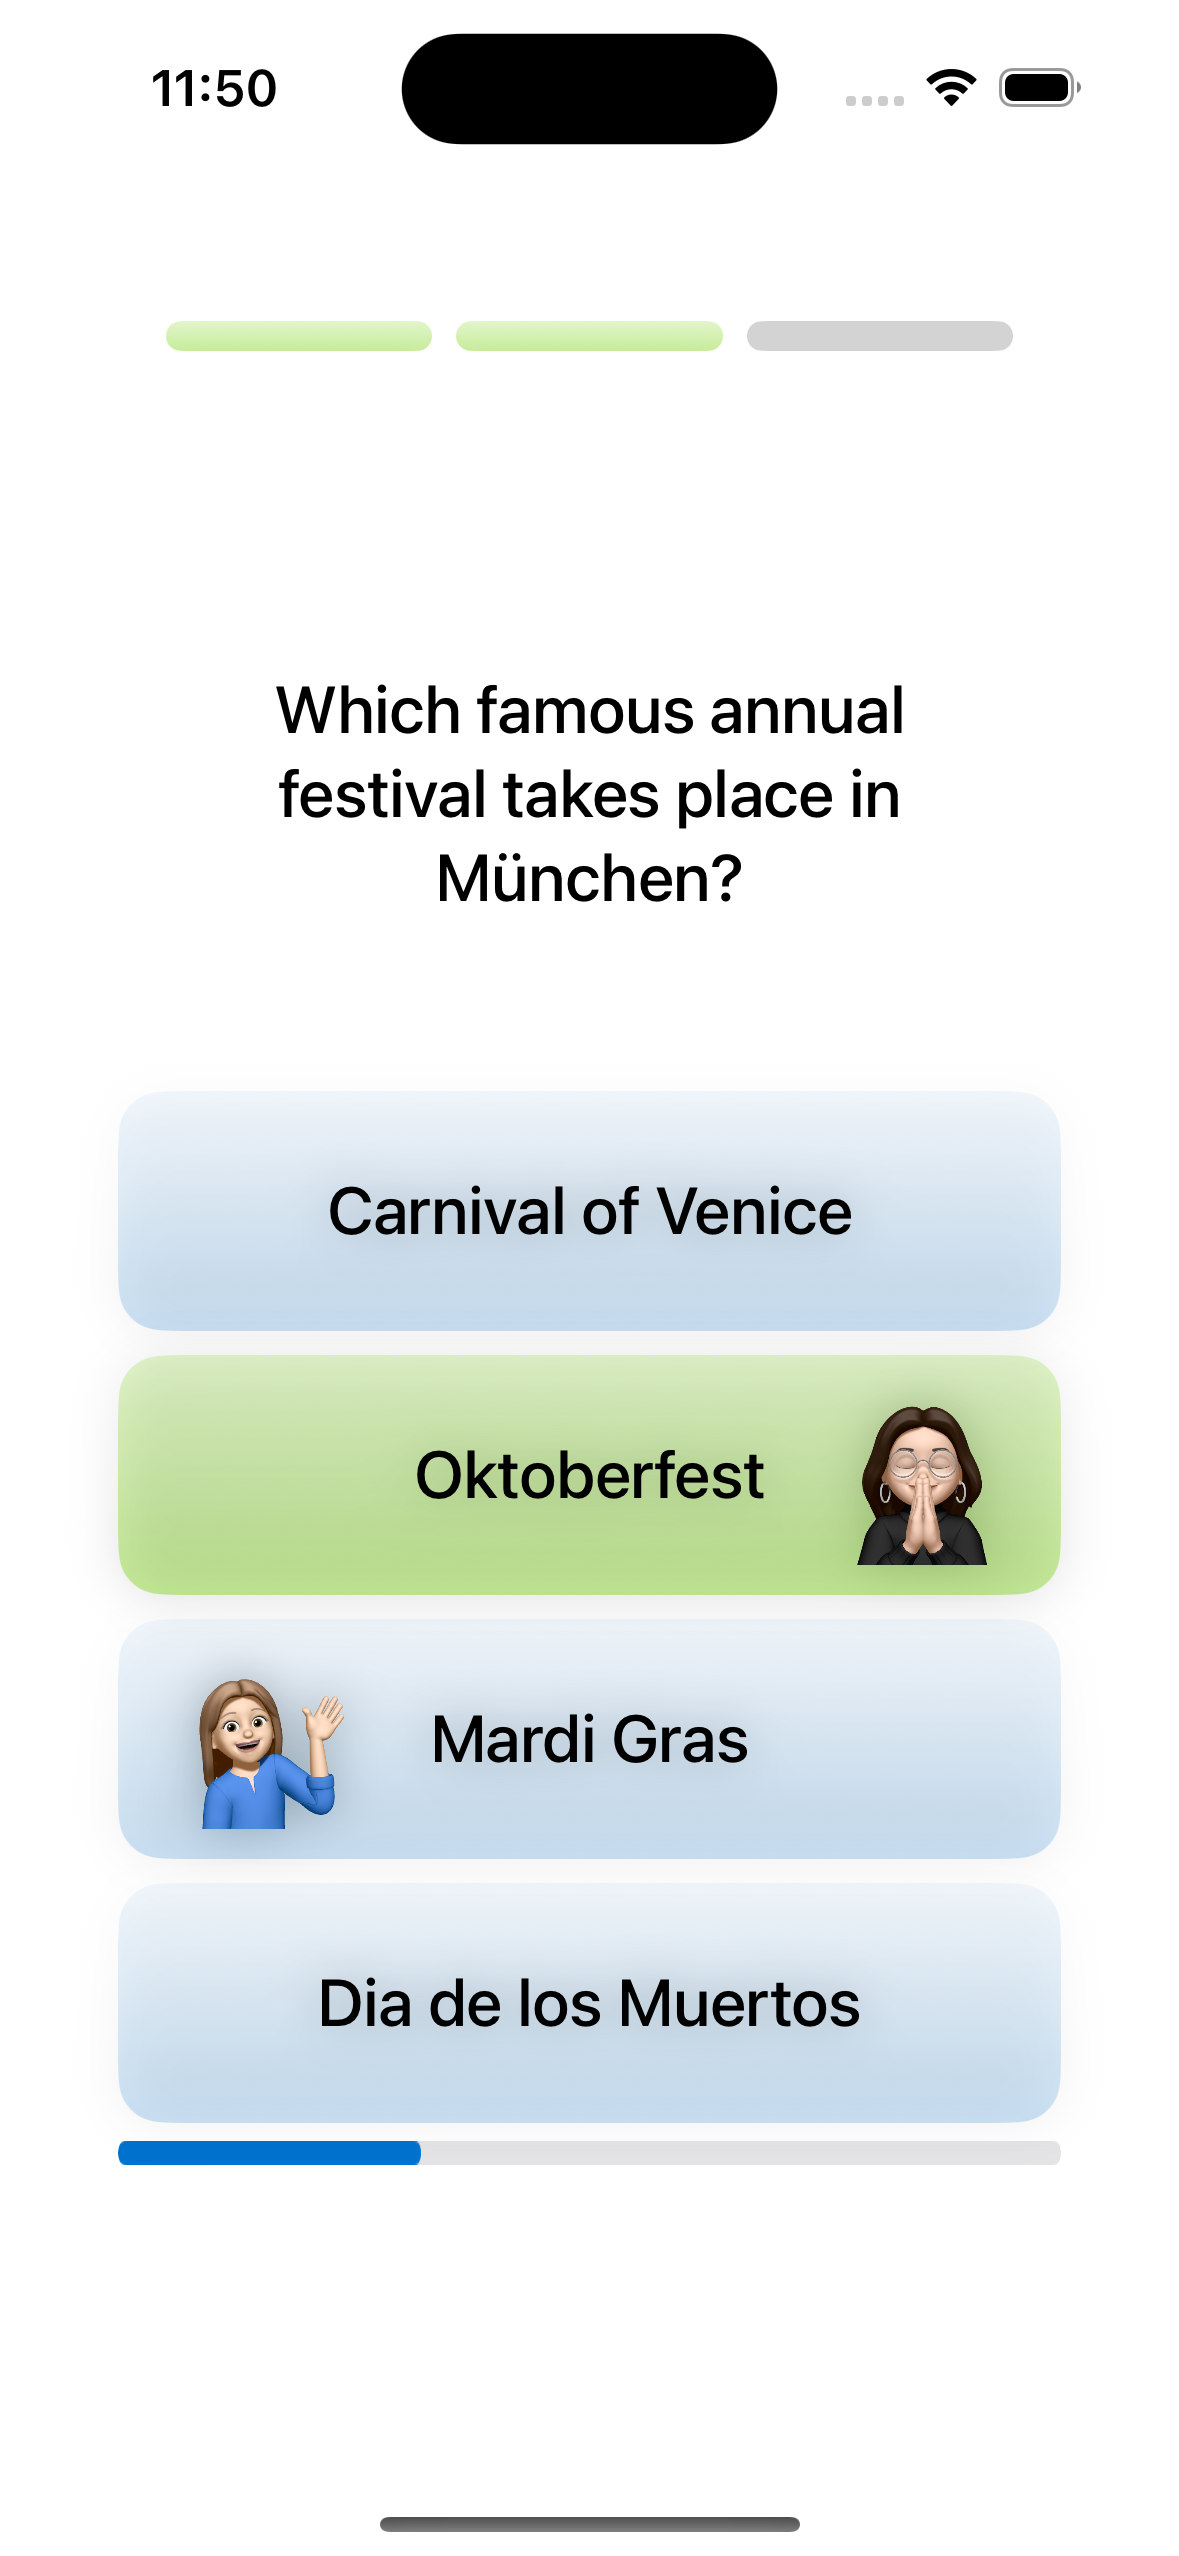 11:50
Which famous annual
festival takes place in
München?
Carnival of Venice
Oktoberfest
Mardi Gras
Dia de los Muertos